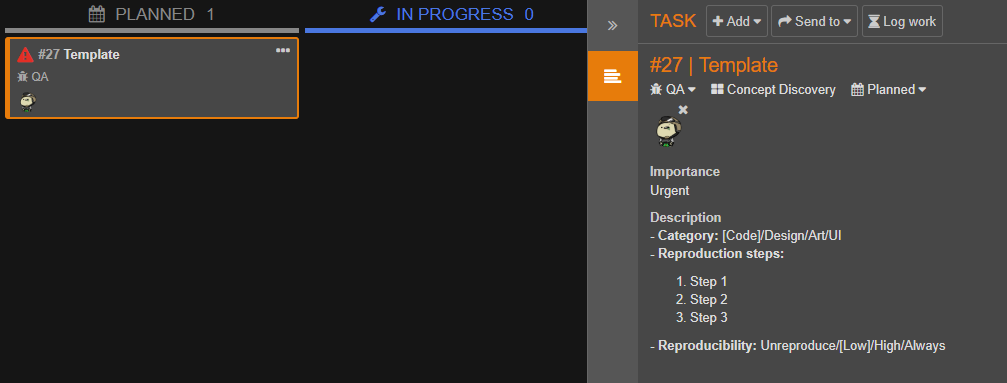 PLANNED 1
IN PROGRESS 0
#27 Template
QA
TASK
Add
Send to
Log work
#27 | Template
QA
Concept Discovery
Planned
Importance
Urgent
Description
- Category: [Code]/Design/Art/UI
- Reproduction steps:
1. Step 1
2. Step 2
3. Step 3
- Reproducibility: Unreproduce/[Low]/High/Always